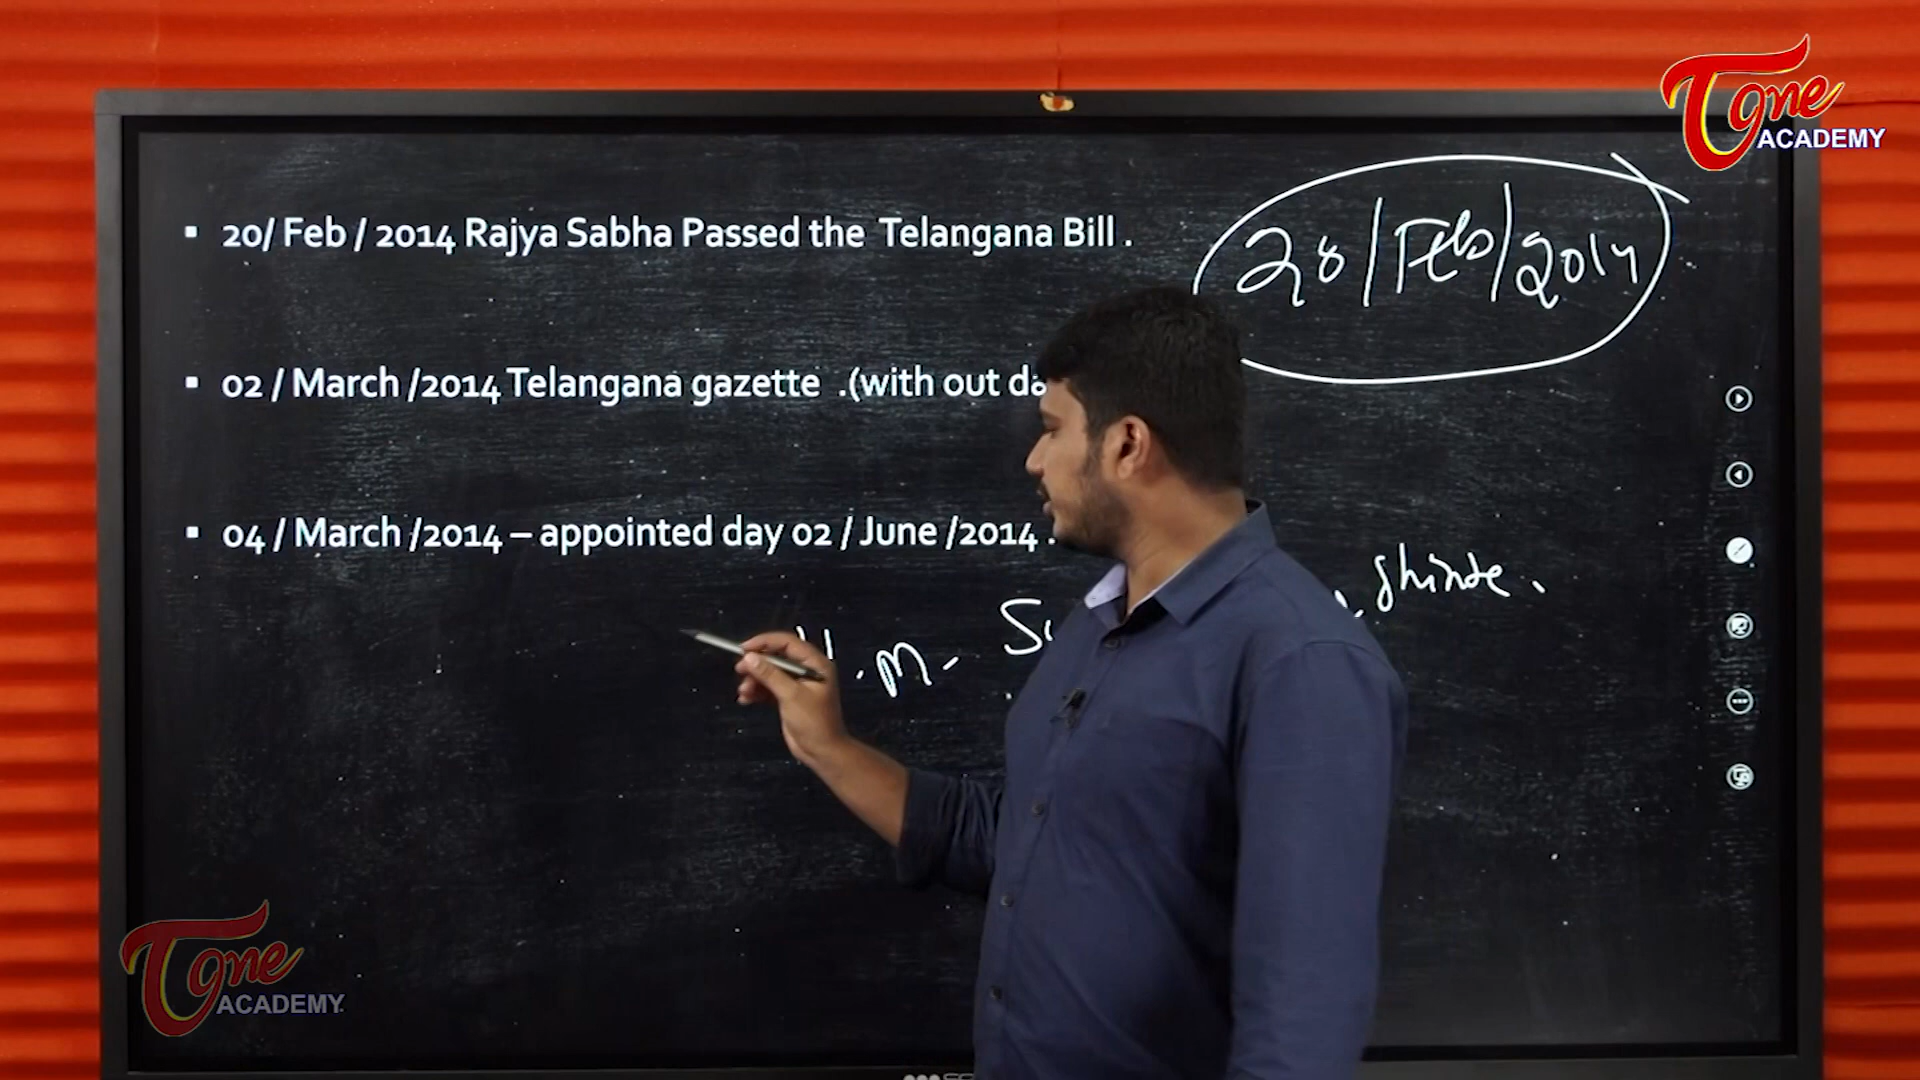 Tone
ACADEMY
20/ Feb / 2014 Rajya Sabha Passed the Telangana Bill .
28/Feb/2014
02 / March /2014 Telangana gazette .(with out da
04 / March /2014 – appointed day 02 / June /2014 .
.M. Shinde.
Tone
ACADEMY